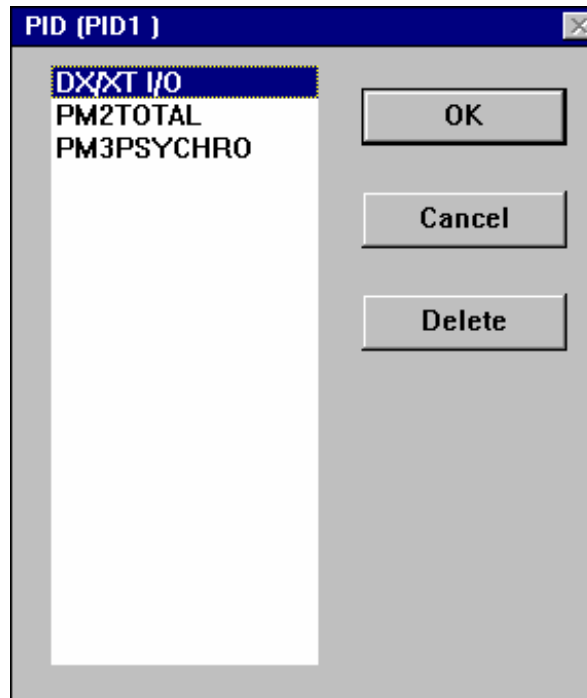 PID (PID1 )
DX/XT I/O
PM2TOTAL
PM3PSYCHRO
OK
Cancel
Delete